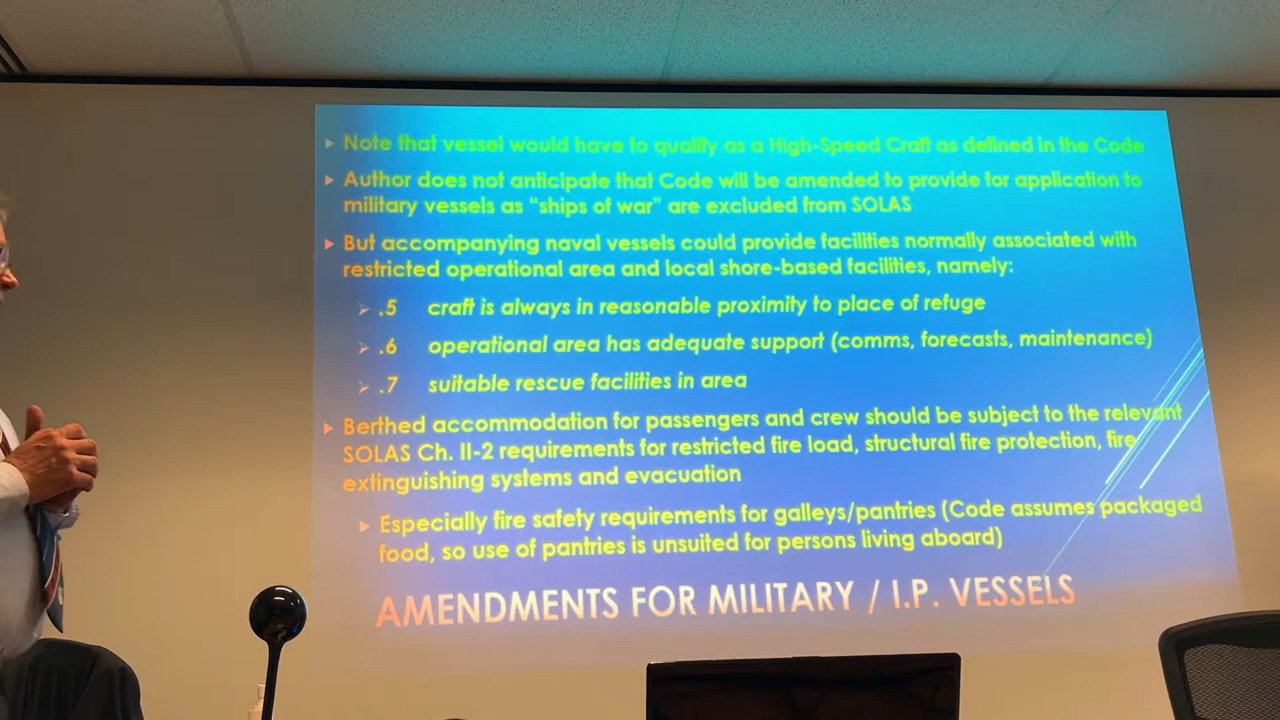 Note that vessel would have to qualify as a High-Speed Craft as defined in the Code
Author does not anticipate that Code will be amended to provide for application to
military vessels as "ships of war" are excluded from SOLAS
But accompanying naval vessels could provide facilities normally associated with
restricted operational area and local shore-based facilities, namely:
.5 craft is always in reasonable proximity to place of refuge
.6 operational area has adequate support (comms, forecasts, maintenance)
.7 suitable rescue facilities in area
Berthed accommodation for passengers and crew should be subject to the relevant
SOLAS Ch. II-2 requirements for restricted fire load, structural fire protection, fire
extinguishing systems and evacuation
Especially fire safety requirements for galleys/pantries (Code assumes packaged
food, so use of pantries is unsuited for persons living aboard)
AMENDMENTS FOR MILITARY / I.P. VESSELS